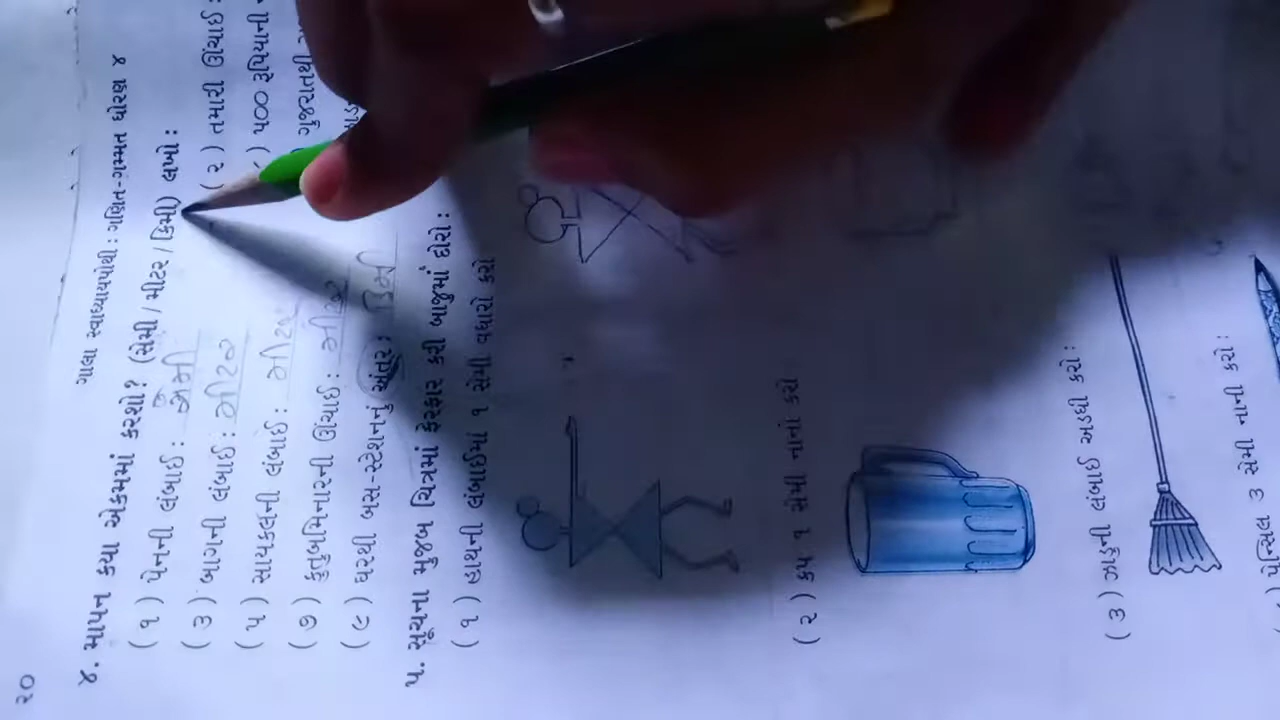 ગાલા સ્વાધ્યાયપોથી : ગણિત-ગમ્મત ધોરણ ૪
૪. માપન કયા એકમમાં કરશો ? (સેમી / મીટર / કિમી) લખો :
( ૧ ) પેનની લંબાઈ : સેમી
( ૨ ) તમારી ઊંચાઈ :
( ૩ ) બાગની લંબાઈ : મીટર
) ૫૦૦ રૂપિયાની
( ૫ ) સાયકલની લંબાઈ : મીટર
ગુજરાતથી
( ૭ ) કુતુબમિનારની ઊંચાઈ : મીટર
( ૯ ) ઘરથી બસ-સ્ટેશનનું અંતર : કિમી
૫. સૂચના મુજબ ચિત્રમાં ફેરફાર કરી બાજુમાં દોરો :
( ૧ ) હાથની લંબાઈમાં ૧ સેમી વધારો કરો
( ૨ ) કપ ૧ સેમી નાનો કરો
( ૩ ) ઝાડુની લંબાઈ અડધી કરો :
) પેન્સિલ ૩ સેમી નાની કરો :
૨૦